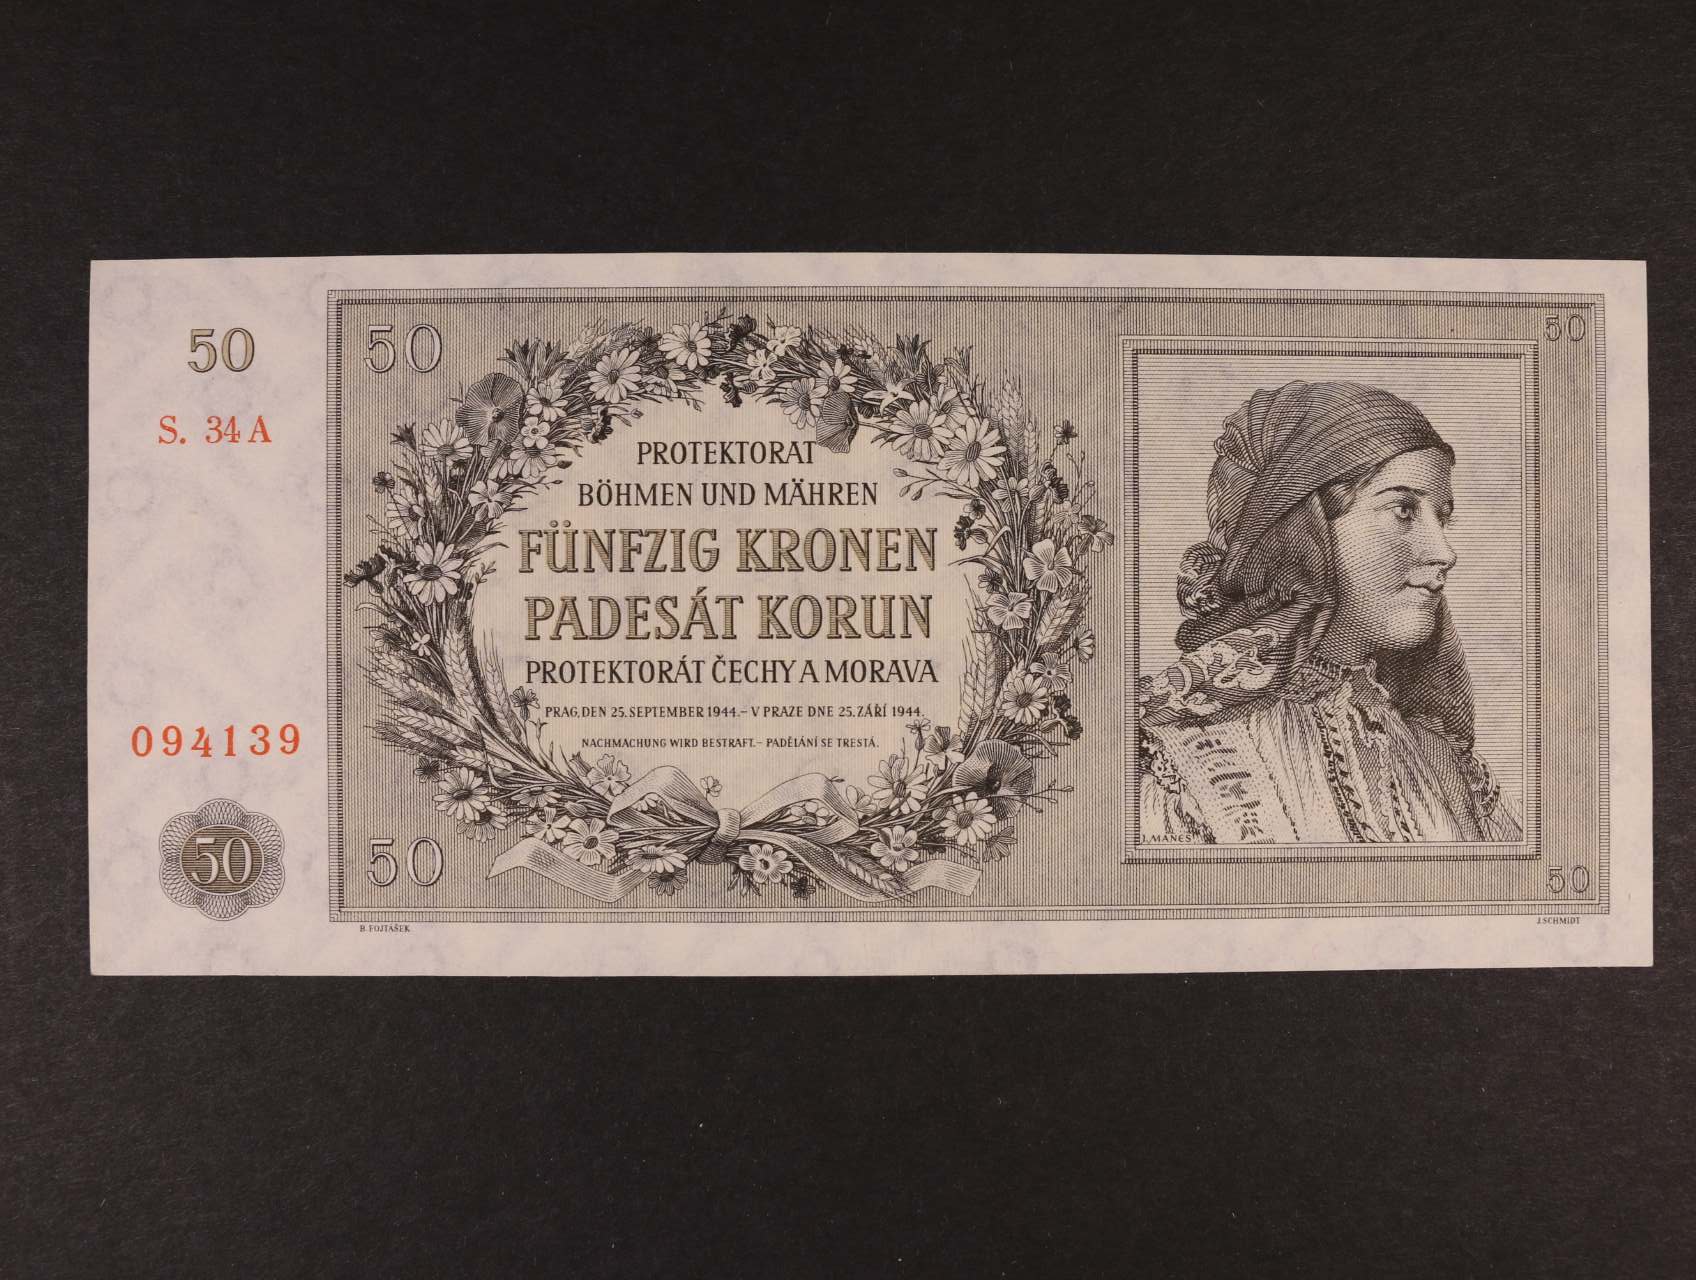 50
S. 34 A
094139
50
50
50
PROTEKTORAT
BÖHMEN UND MÄHREN
FÜNFZIG KRONEN
PADESÁT KORUN
PROTEKTORÁT ČECHY A MORAVA
PRAG, DEN 25. SEPTEMBER 1944. – V PRAZE DNE 25. ZÁŘÍ 1944.
NACHMACHUNG WIRD BESTRAFT. – PADĚLÁNÍ SE TRESTÁ.
50
50
J. MÁNES
B. FOJTÁŠEK
J. SCHMIDT